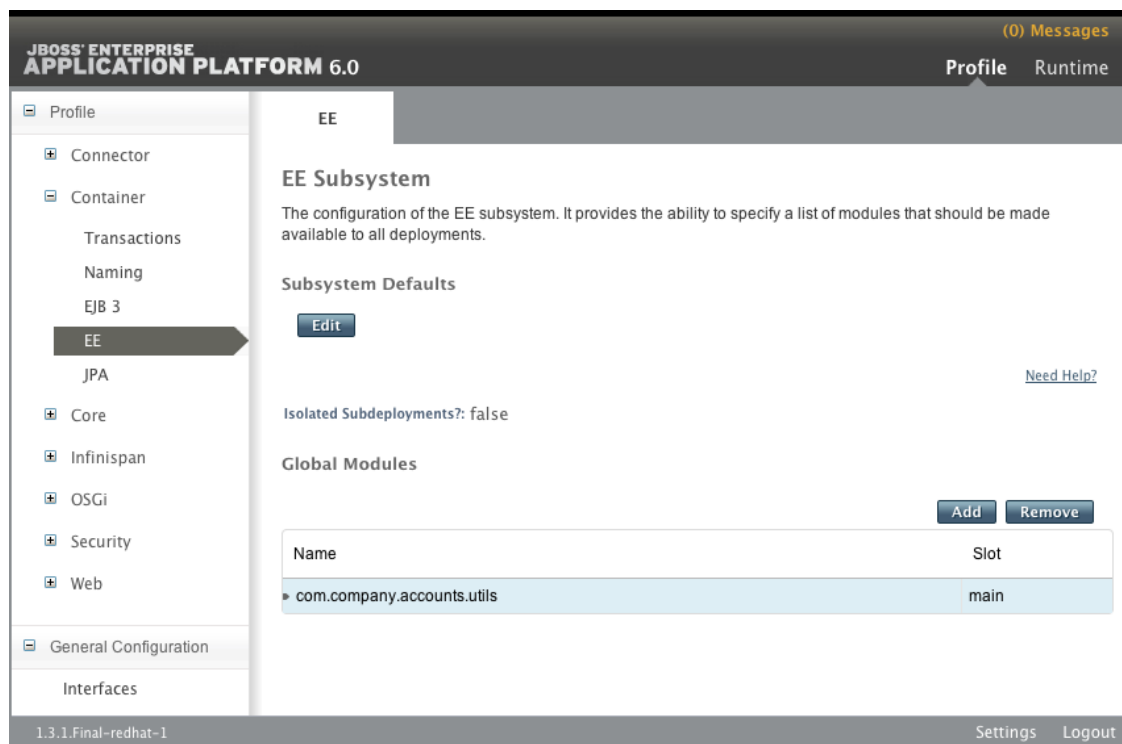 (0) Messages
JBOSS' ENTERPRISE
APPLICATION PLATFORM 6.0
Profile Runtime
Profile
Connector
Container
Transactions
Naming
EJB 3
EE
JPA
Core
Infinispan
OSGi
Security
Web
General Configuration
Interfaces
EE
EE Subsystem
The configuration of the EE subsystem. It provides the ability to specify a list of modules that should be made
available to all deployments.
Subsystem Defaults
Edit
Need Help?
Isolated Subdeployments?: false
Global Modules
Add Remove
Name Slot
com.company.accounts.utils main
1.3.1.Final-redhat-1
Settings Logout